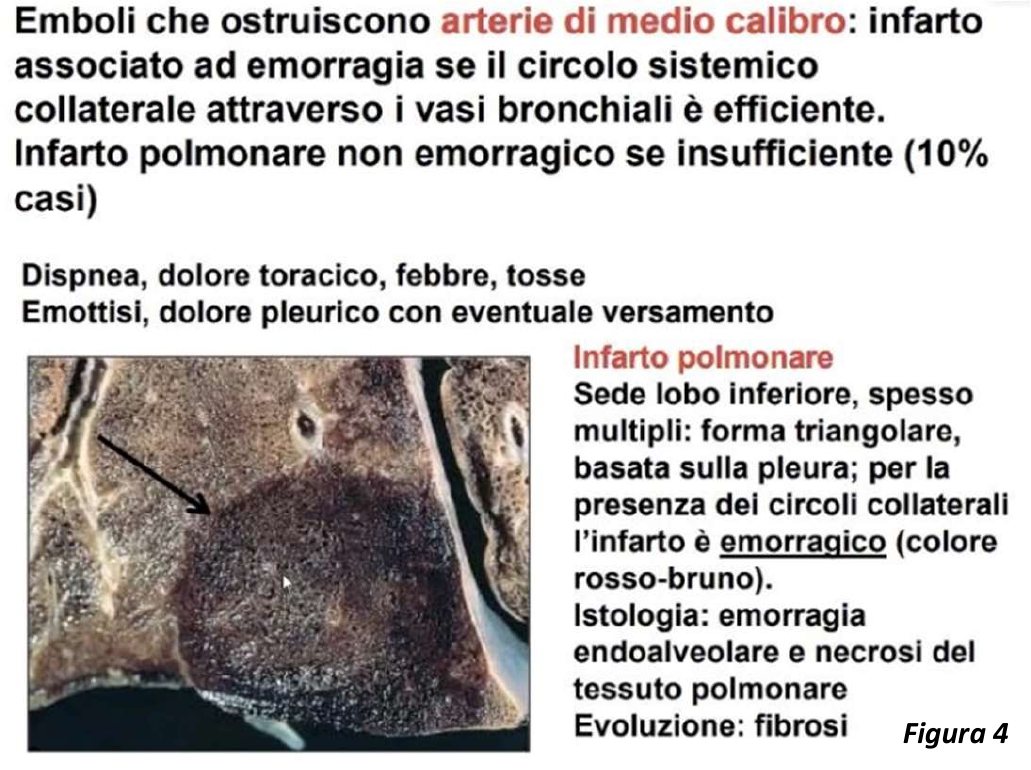 Emboli che ostruiscono arterie di medio calibro: infarto
associato ad emorragia se il circolo sistemico
collaterale attraverso i vasi bronchiali è efficiente.
Infarto polmonare non emorragico se insufficiente (10%
casi)
Dispnea, dolore toracico, febbre, tosse
Emottisi, dolore pleurico con eventuale versamento
Infarto polmonare
Sede lobo inferiore, spesso
multipli: forma triangolare,
basata sulla pleura; per la
presenza dei circoli collaterali
l'infarto è emorragico (colore
rosso-bruno).
Istologia: emorragia
endoalveolare e necrosi del
tessuto polmonare
Evoluzione: fibrosi
Figura 4